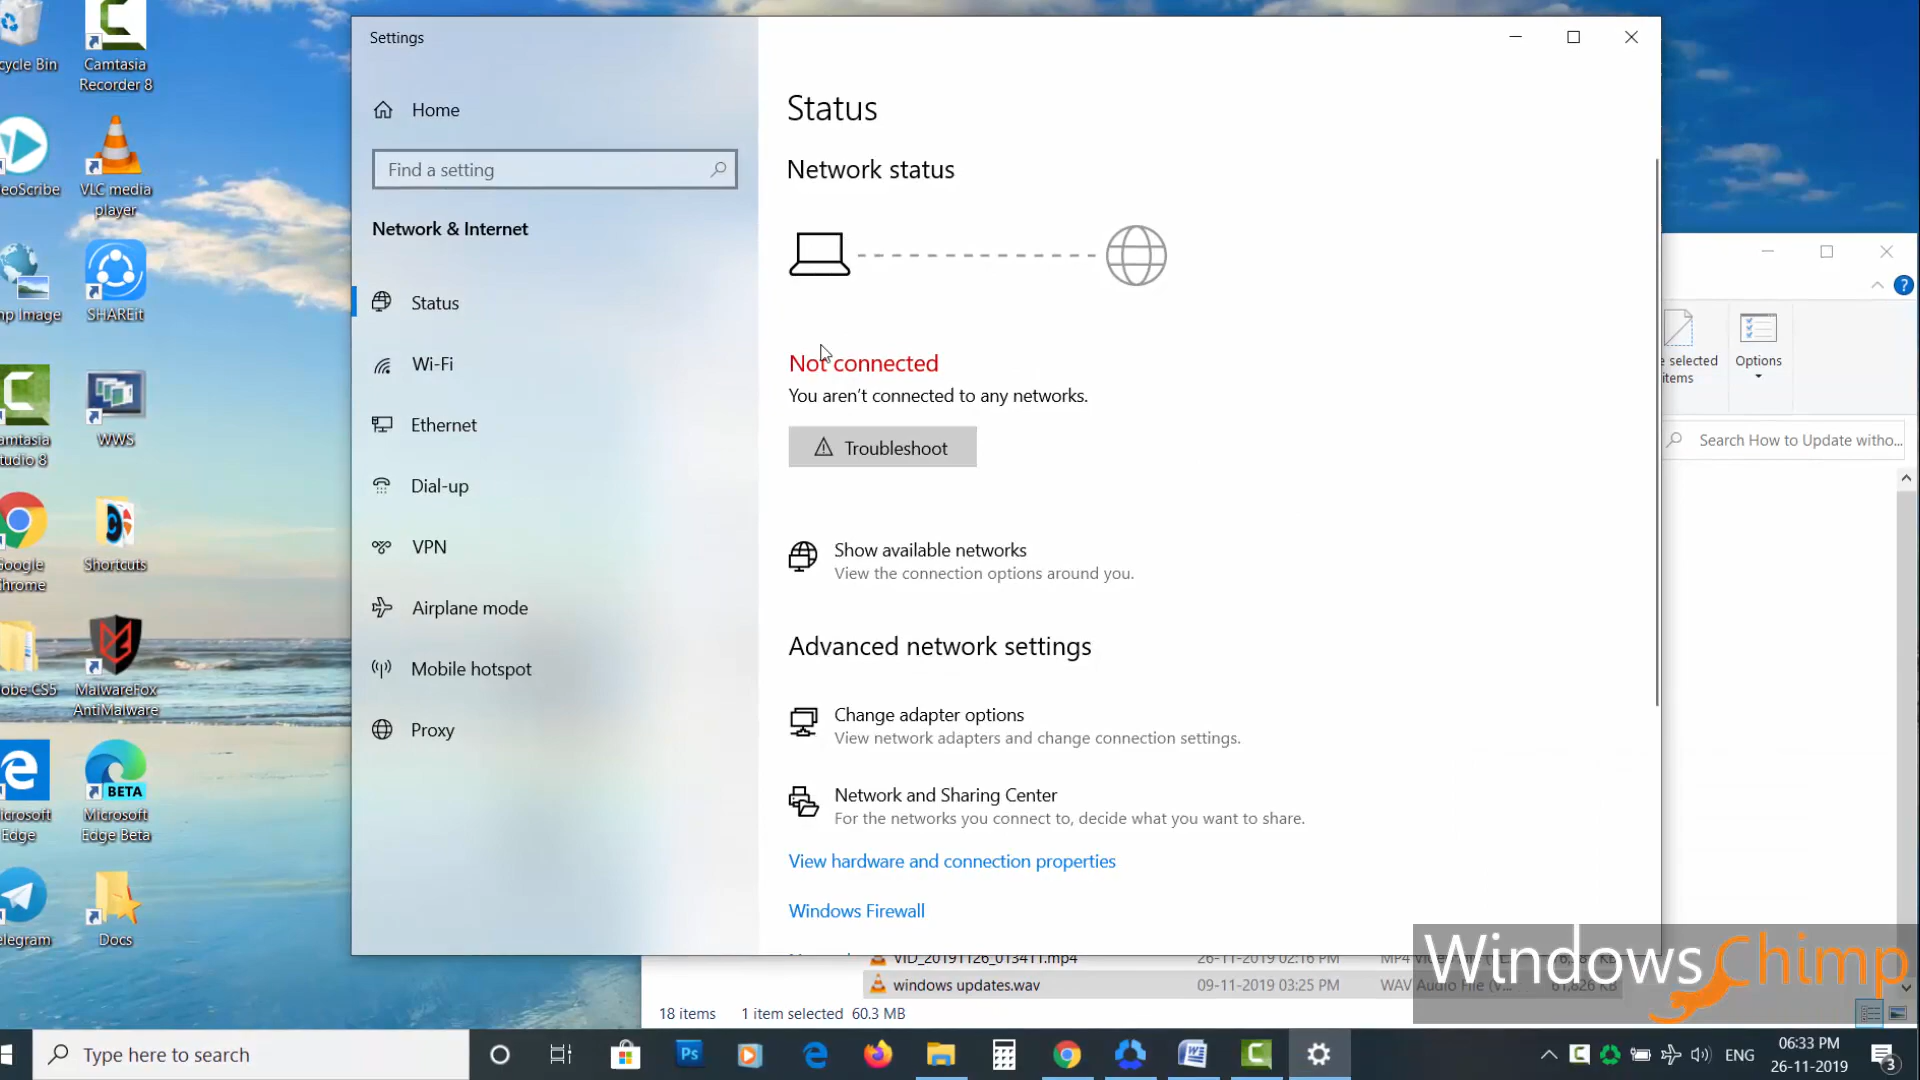 Settings
Home
Find a setting
Network & Internet
Status
Wi-Fi
Ethernet
Dial-up
VPN
Airplane mode
Mobile hotspot
Proxy
Status
Network status
Not connected
You aren't connected to any networks.
Troubleshoot
Show available networks
View the connection options around you.
Advanced network settings
Change adapter options
View network adapters and change connection settings.
Network and Sharing Center
For the networks you connect to, decide what you want to share.
View hardware and connection properties
Windows Firewall
cycle Bin
Camtasia
Recorder 8
eoScribe
VLC media
player
mp Image
SHAREit
amtasia
tudio 8
WWS
Google
hrome
Shortcuts
obe CS5
MalwareFox
AntiMalware
BETA
icrosoft
Edge
Microsoft
Edge Beta
elegram
Docs
e selected
items
Options
Search How to Update witho...
VID_20191126_013411.mp4 26-11-2019 02:16 PM
windows updates.wav 09-11-2019 03:25 PM WAV Audio File (V... 61,826 KB
18 items 1 item selected 60.3 MB
Windows Chimp
Type here to search
Ps
ENG
06:33 PM
26-11-2019
3